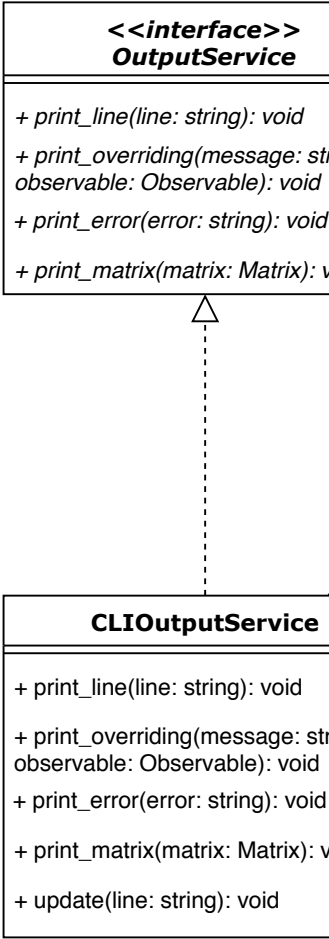 <<interface>>
OutputService
+ print_line(line: string): void
+ print_overriding(message:
observable: Observable): void
+ print_error(error: string): void
+ print_matrix(matrix: Matrix):
CLIOutputService
+ print_line(line: string): void
+ print_overriding(message:
observable: Observable): void
+ print_error(error: string): void
+ print_matrix(matrix: Matrix):
+ update(line: string): void